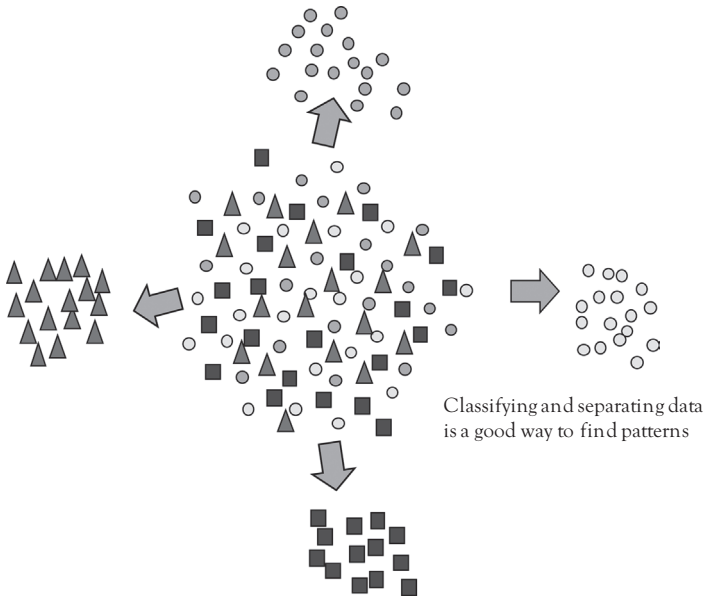 Classifying and separating data
is a good way to find patterns